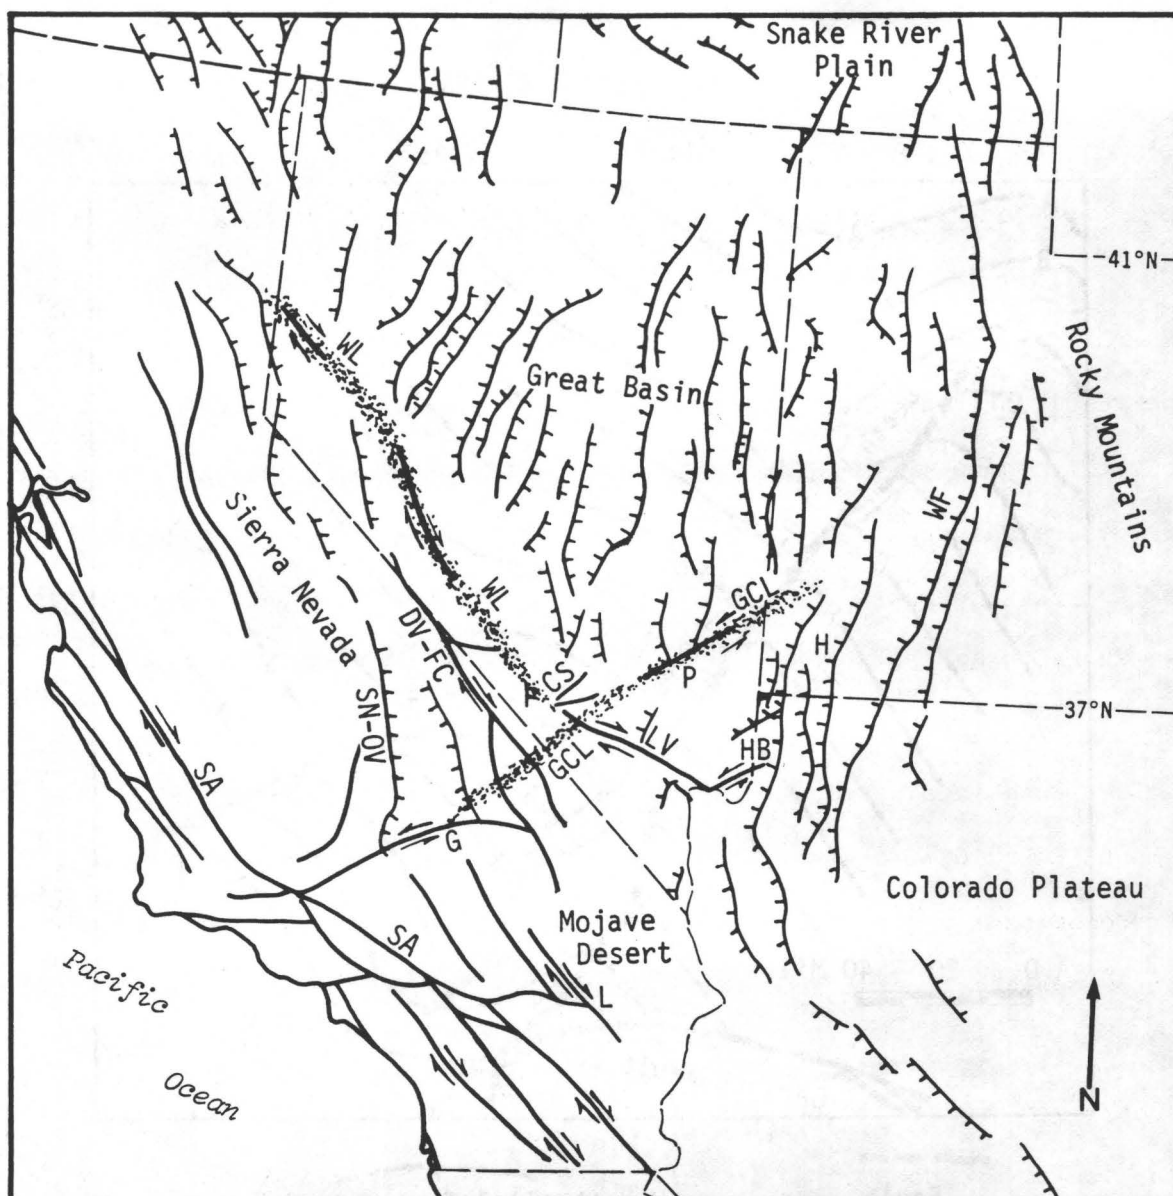 Snake River
Plain
41°N
Rocky Mountains
WL
Great Basin
WF
Sierra Nevada
WL
GCL
DV-FC
CS
P
H
SN-OV
37°N
LV
HB
GCL
SA
G
Colorado Plateau
Mojave
Desert
SA
L
Pacific
Ocean
N